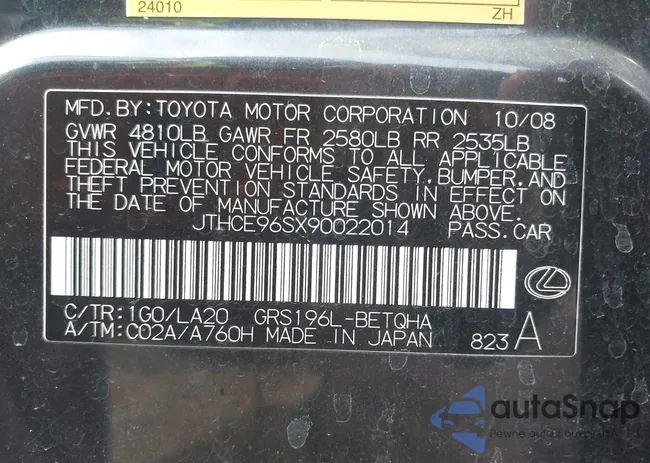 24010 ZH
MFD.BY:TOYOTA MOTOR CORPORATION 10/08
GVWR 4810LB GAWR FR 2580LB RR 2535LB
THIS VEHICLE CONFORMS TO ALL APPLICABLE
FEDERAL MOTOR VEHICLE SAFETY,BUMPER,AND
THEFT PREVENTION STANDARDS IN EFFECT ON
THE DATE OF MANUFACTURE SHOWN ABOVE.
JTHCE96SX90022014 PASS.CAR
C/TR:1G0/LA20 GRS196L-BETQHA
A/TM:C02A/A760H MADE IN JAPAN 823 A
autaSnap
Pewne auto z